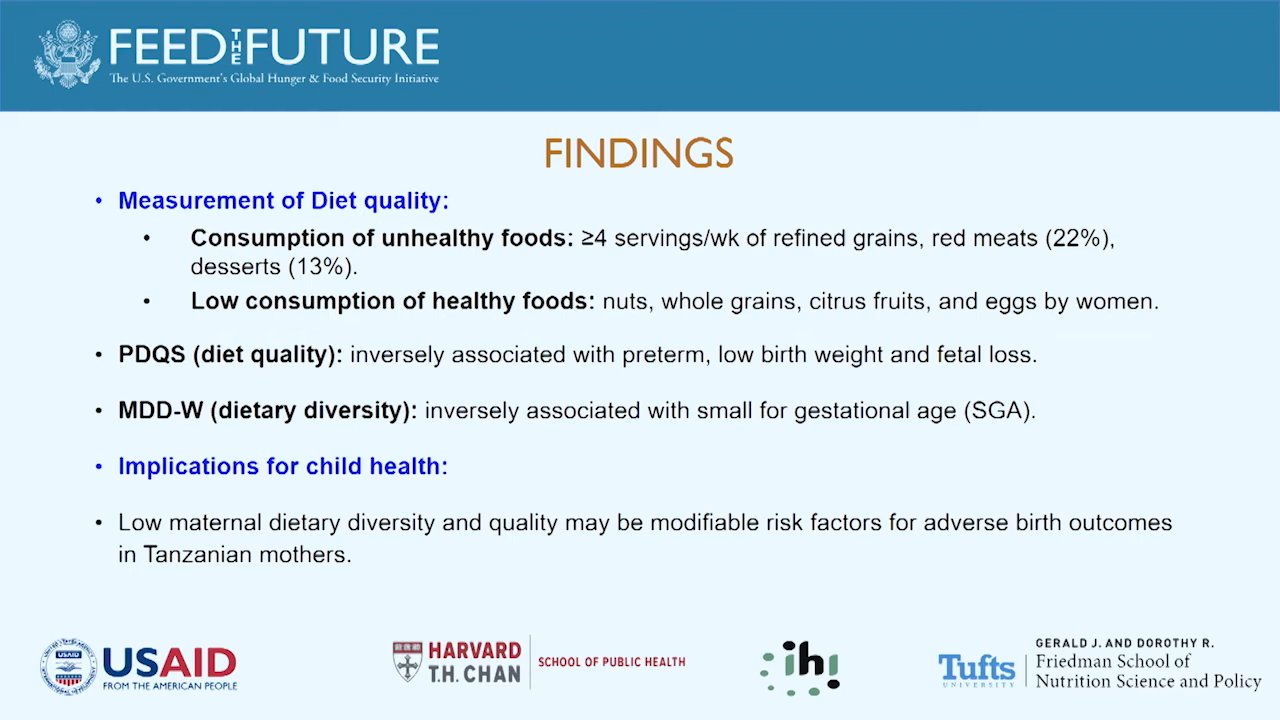 FEED THE FUTURE
The U.S. Government's Global Hunger & Food Security Initiative
FINDINGS
• Measurement of Diet quality:
• Consumption of unhealthy foods: ≥4 servings/wk of refined grains, red meats (22%),
desserts (13%).
• Low consumption of healthy foods: nuts, whole grains, citrus fruits, and eggs by women.
• PDQS (diet quality): inversely associated with preterm, low birth weight and fetal loss.
• MDD-W (dietary diversity): inversely associated with small for gestational age (SGA).
• Implications for child health:
• Low maternal dietary diversity and quality may be modifiable risk factors for adverse birth outcomes
in Tanzanian mothers.
USAID
USAID
FROM THE AMERICAN PEOPLE
HARVARD
T.H. CHAN
SCHOOL OF PUBLIC HEALTH
ihi
Tufts
UNIVERSITY
GERALD J. AND DOROTHY R.
Friedman School of
Nutrition Science and Policy